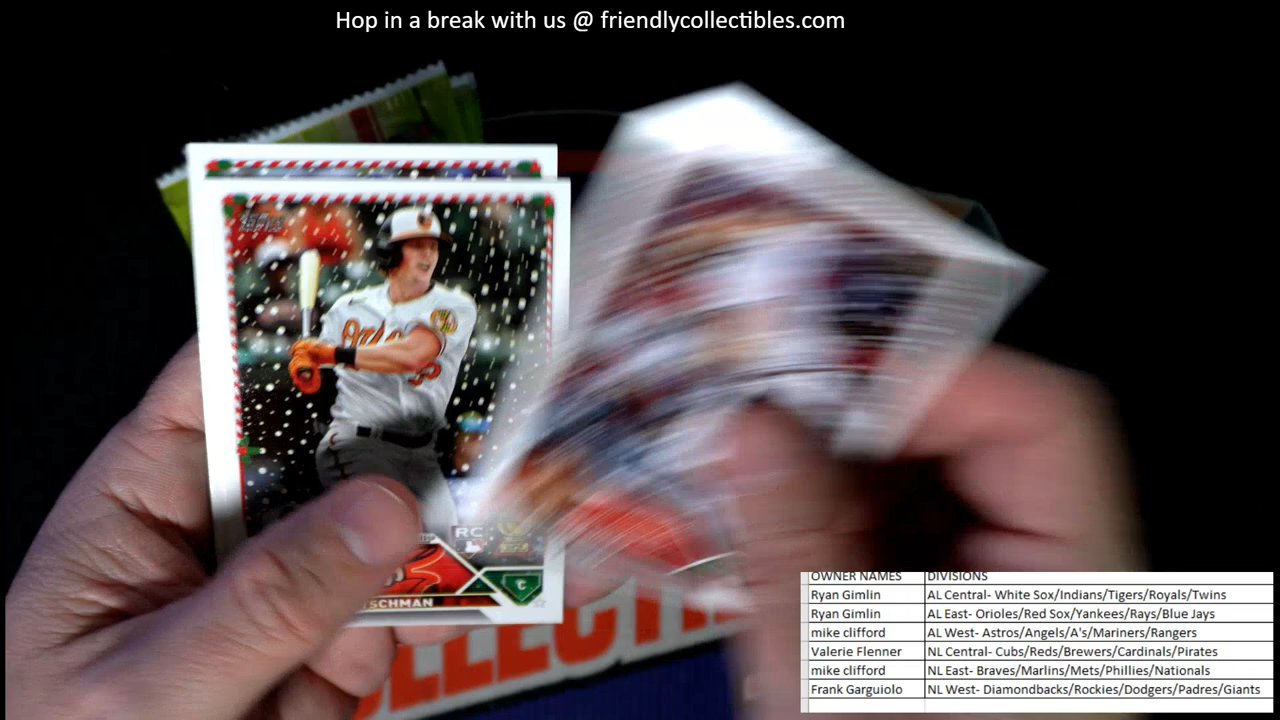 Hop in a break with us @ friendlycollectibles.com
RC
C
SCHMAN
OWNER NAMES DIVISIONS
Ryan Gimlin AL Central- White Sox/Indians/Tigers/Royals/Twins
Ryan Gimlin AL East- Orioles/Red Sox/Yankees/Rays/Blue Jays
mike clifford AL West- Astros/Angels/A's/Mariners/Rangers
Valerie Flenner NL Central- Cubs/Reds/Brewers/Cardinals/Pirates
mike clifford NL East- Braves/Marlins/Mets/Phillies/Nationals
Frank Garguiolo NL West- Diamondbacks/Rockies/Dodgers/Padres/Giants